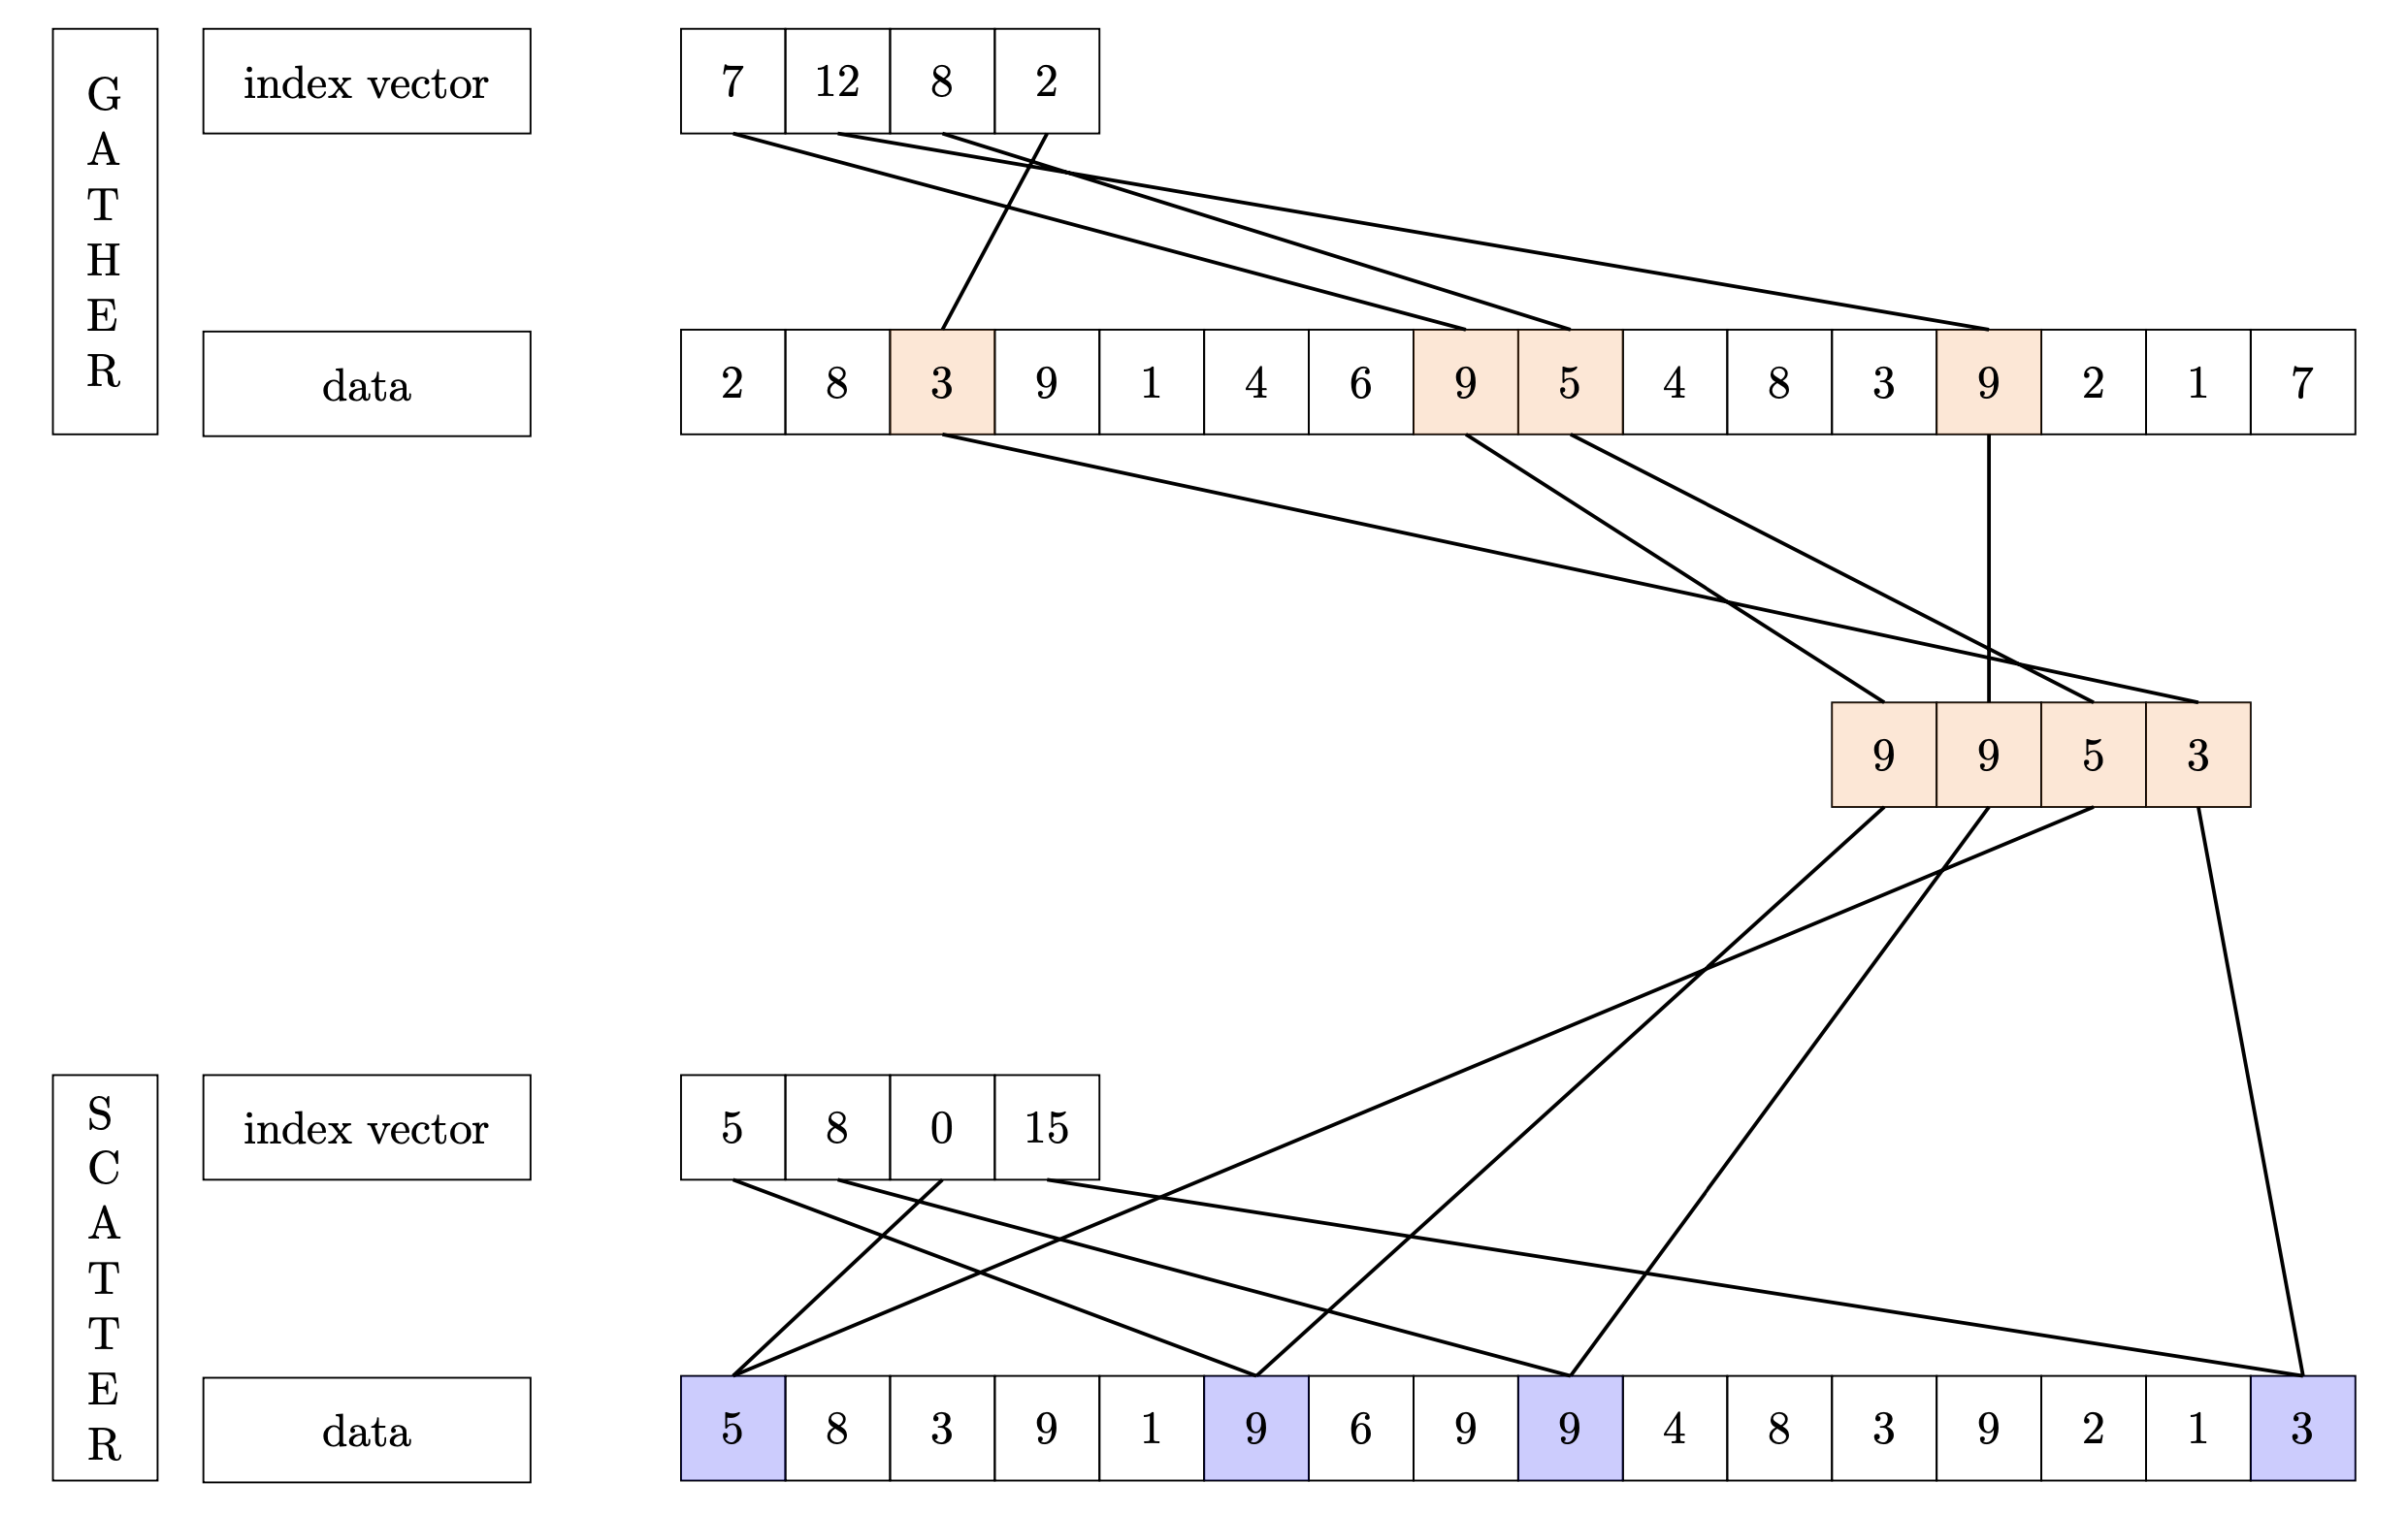 GATHER
index vector
7 12 8 2
data
2 8 3 9 1 4 6 9 5 4 8 3 9 2 1 7
9 9 5 3
SCATTER
index vector
5 8 0 15
data
5 8 3 9 1 9 6 9 9 4 8 3 9 2 1 3